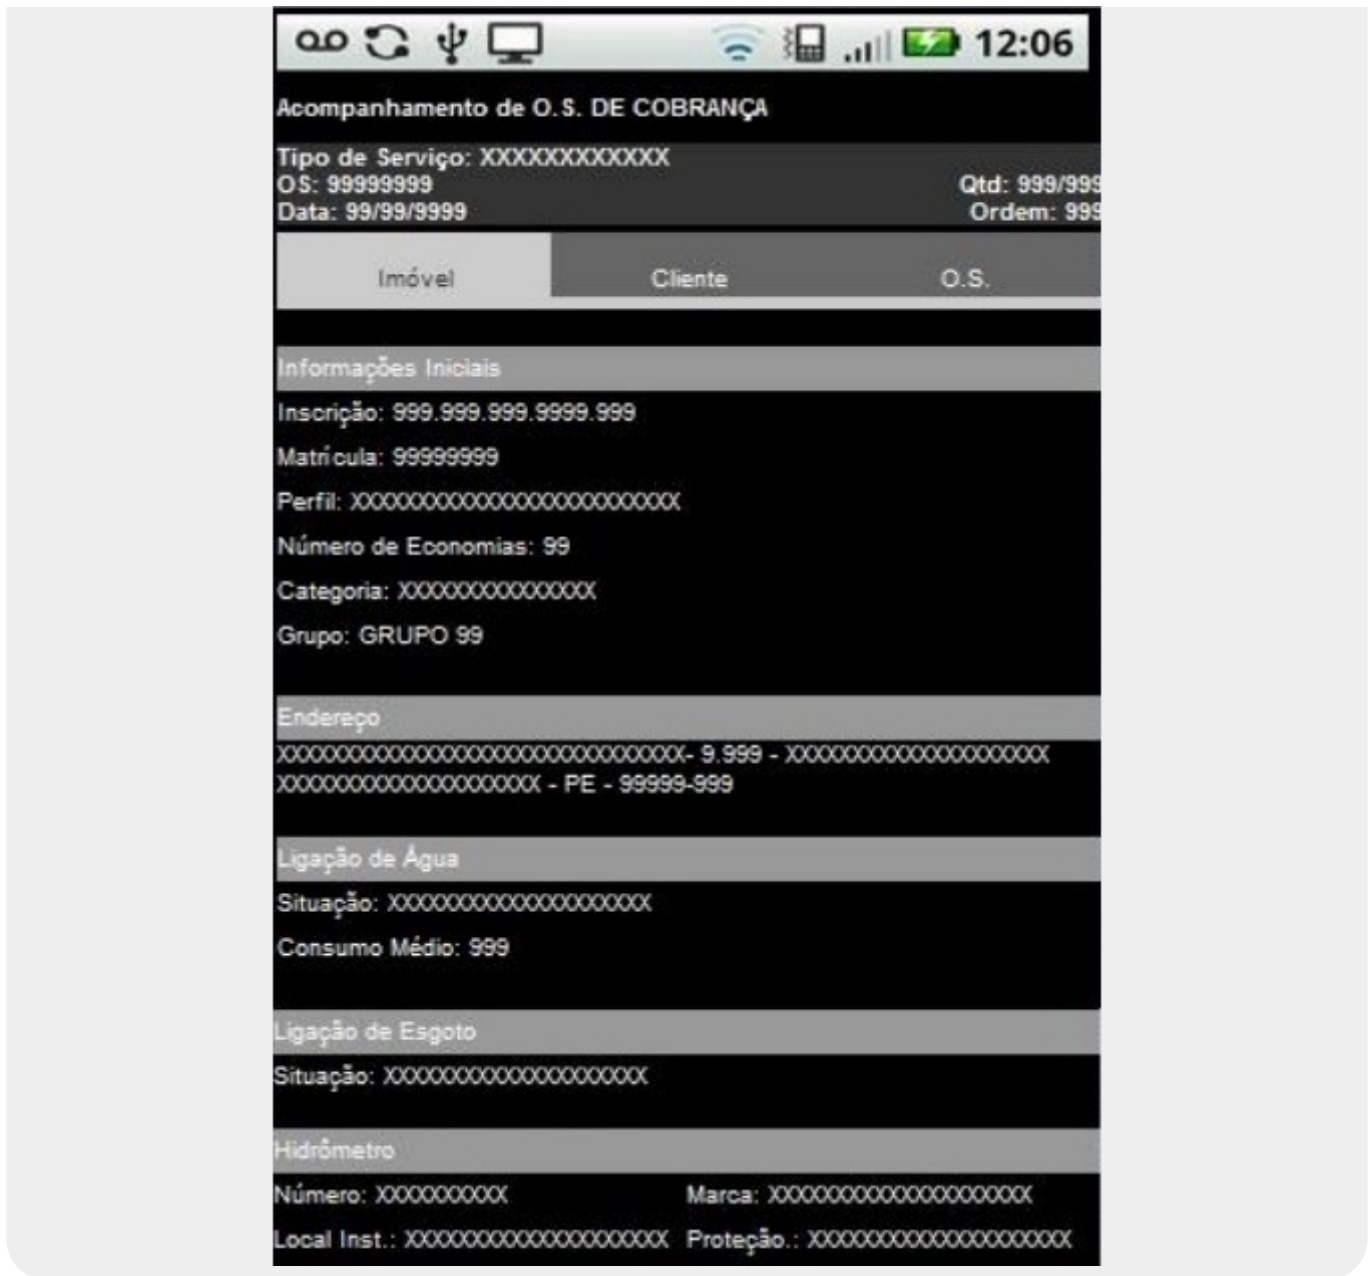 12:06
Acompanhamento de O.S. DE COBRANÇA
Tipo de Serviço: XXXXXXXXXXXX
OS: 99999999 Qtd: 999/999
Data: 99/99/9999 Ordem: 999
Imóvel Cliente O.S.
Informações Iniciais
Inscrição: 999.999.999.9999.999
Matrícula: 99999999
Perfil: XXXXXXXXXXXXXXXXXXXXXXXXX
Número de Economias: 99
Categoria: XXXXXXXXXXXXXXX
Grupo: GRUPO 99
Endereço
XXXXXXXXXXXXXXXXXXXXXXXXXXXXXXX- 9.999 - XXXXXXXXXXXXXXXXXXXX
XXXXXXXXXXXXXXXXXXXX - PE - 99999-999
Ligação de Água
Situação: XXXXXXXXXXXXXXXXXXXX
Consumo Médio: 999
Ligação de Esgoto
Situação: XXXXXXXXXXXXXXXXXXXX
Hidrômetro
Número: XXXXXXXXXX Marca: XXXXXXXXXXXXXXXXXXXX
Local Inst.: XXXXXXXXXXXXXXXXXXXX Proteção.: XXXXXXXXXXXXXXXXXXXX